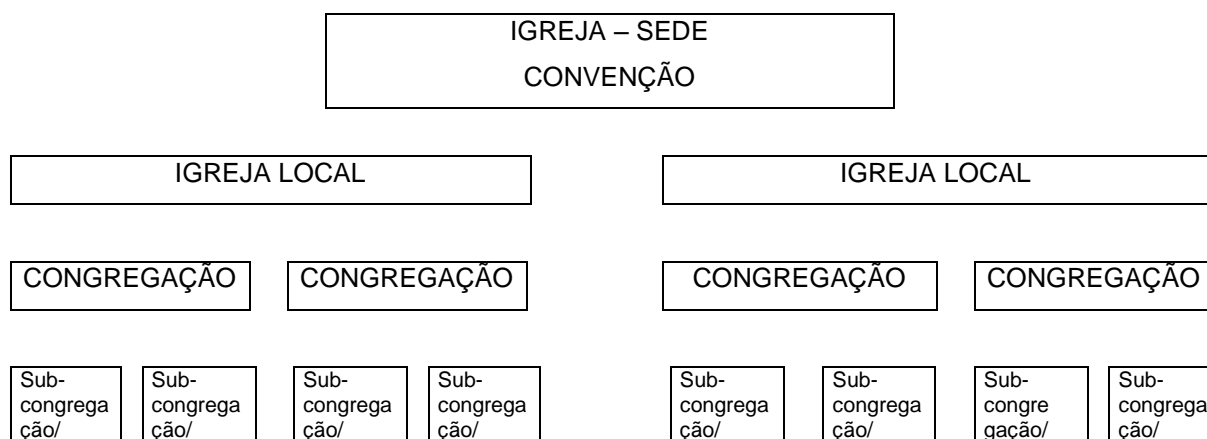 IGREJA – SEDE
CONVENÇÃO
IGREJA LOCAL
IGREJA LOCAL
CONGREGAÇÃO
CONGREGAÇÃO
CONGREGAÇÃO
CONGREGAÇÃO
Sub-
congrega
ção/
Sub-
congrega
ção/
Sub-
congrega
ção/
Sub-
congrega
ção/
Sub-
congrega
ção/
Sub-
congrega
ção/
Sub-
congre
gação/
Sub-
congrega
ção/